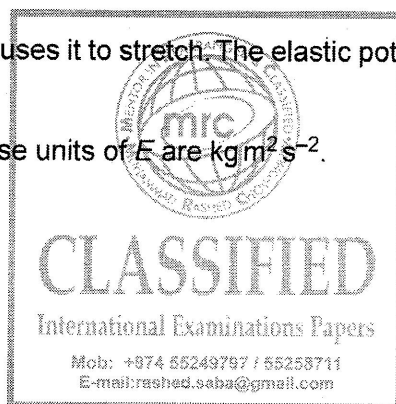 uses it to stretch. The elastic pot
mrc
se units of E are kg m² s⁻².
CLASSIFIED
International Examinations Papers
Mob: +974 55249797 / 55258711
E-mail:rashed.saba@gmail.com